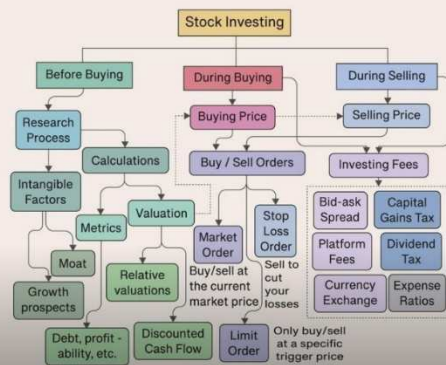 Stock Investing
Before Buying
During Buying
During Selling
Research
Process
Buying Price
Selling Price
Calculations
Buy / Sell Orders
Investing Fees
Intangible
Factors
Metrics
Valuation
Moat
Growth
prospects
Relative
valuations
Debt, profit -
ability, etc.
Discounted
Cash Flow
Market
Order
Buy/sell at
the current
market price
Stop
Loss
Order
Sell to
cut
your
losses
Limit
Order
Only buy/sell
at a specific
trigger price
Bid-ask
Spread
Capital
Gains Tax
Platform
Fees
Dividend
Tax
Currency
Exchange
Expense
Ratios